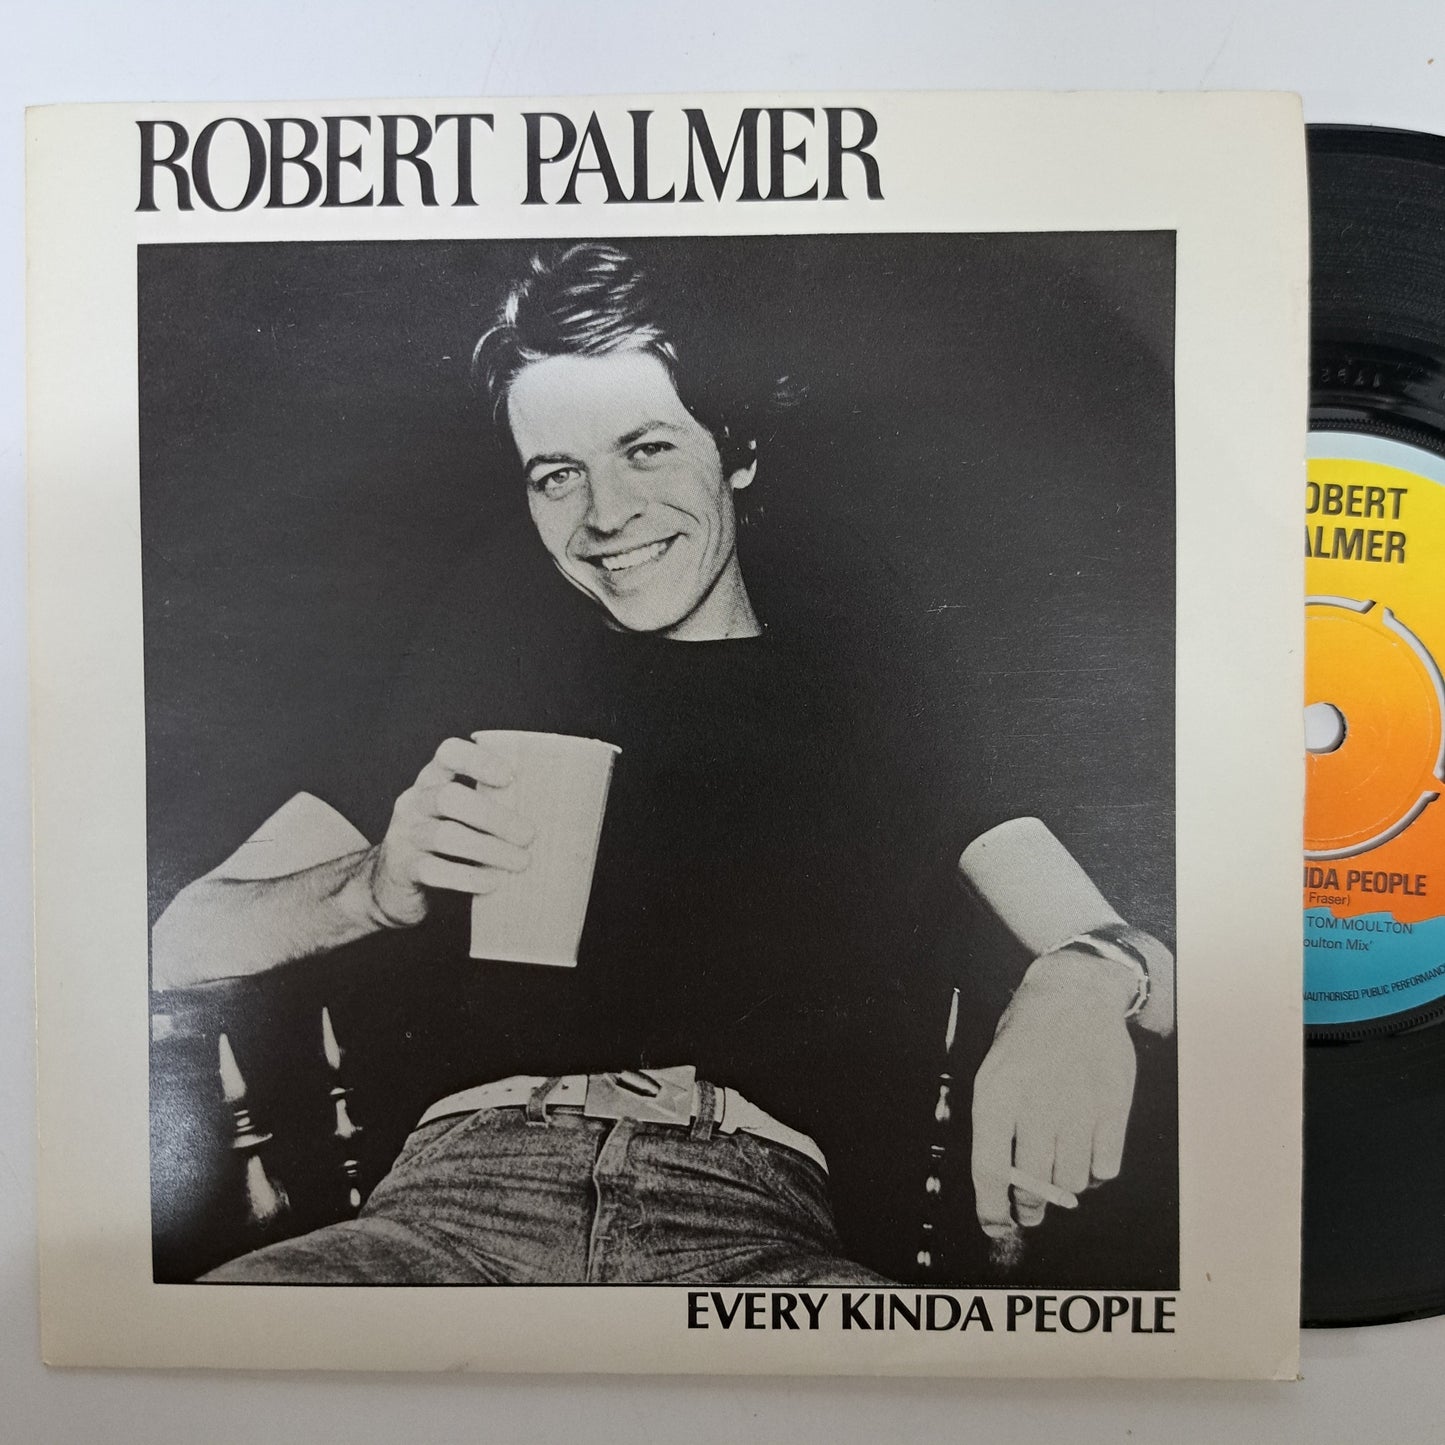 ROBERT PALMER
EVERY KINDA PEOPLE
OBERT
ALMER
NDA PEOPLE
Fraser)
TOM MOULTON
oulton Mix'
NAUTHORISED PUBLIC PERFORMANC